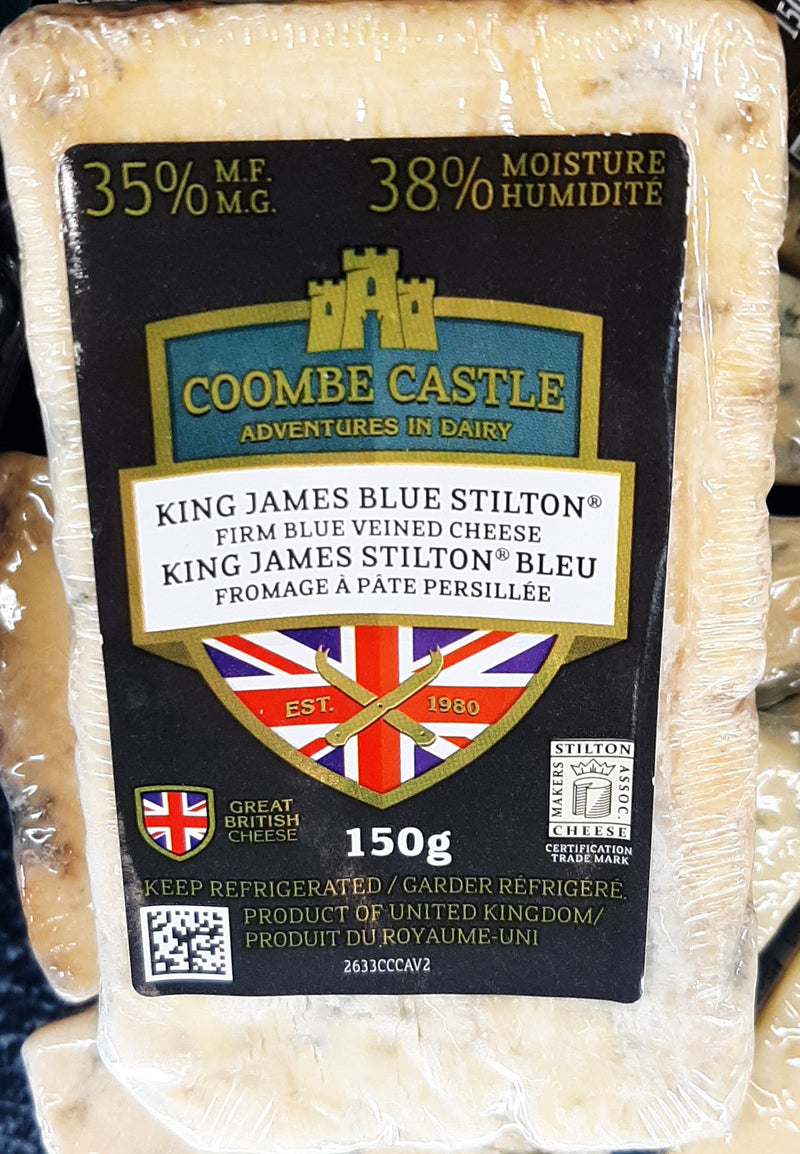 35% M.F.
M.G.
38% MOISTURE
HUMIDITÉ
COOMBE CASTLE
ADVENTURES IN DAIRY
KING JAMES BLUE STILTON®
FIRM BLUE VEINED CHEESE
KING JAMES STILTON® BLEU
FROMAGE À PÂTE PERSILLÉE
EST. 1980
GREAT
BRITISH
CHEESE
150g
STILTON
MAKERS
ASSOC.
CHEESE
CERTIFICATION
TRADE MARK
KEEP REFRIGERATED / GARDER RÉFRIGÉRÉ.
PRODUCT OF UNITED KINGDOM/
PRODUIT DU ROYAUME-UNI
2633CCCAV2